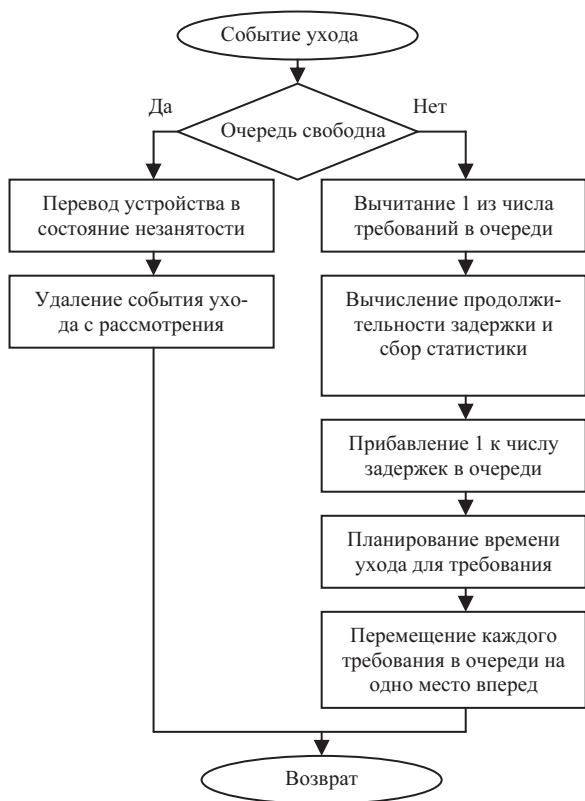 Событие ухода
Да
Нет
Очередь свободна
Перевод устройства в
состояние незанятости
Удаление события ухо-
да с рассмотрения
Вычитание 1 из числа
требований в очереди
Вычисление продолжи-
тельности задержки и
сбор статистики
Прибавление 1 к числу
задержек в очереди
Планирование времени
ухода для требования
Перемещение каждого
требования в очереди на
одно место вперед
Возврат